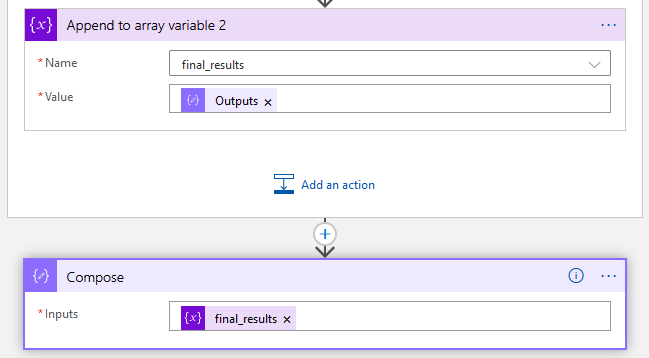 {x} Append to array variable 2 ...
* Name final_results
* Value Outputs ×
Add an action
Compose ...
* Inputs {x} final_results ×